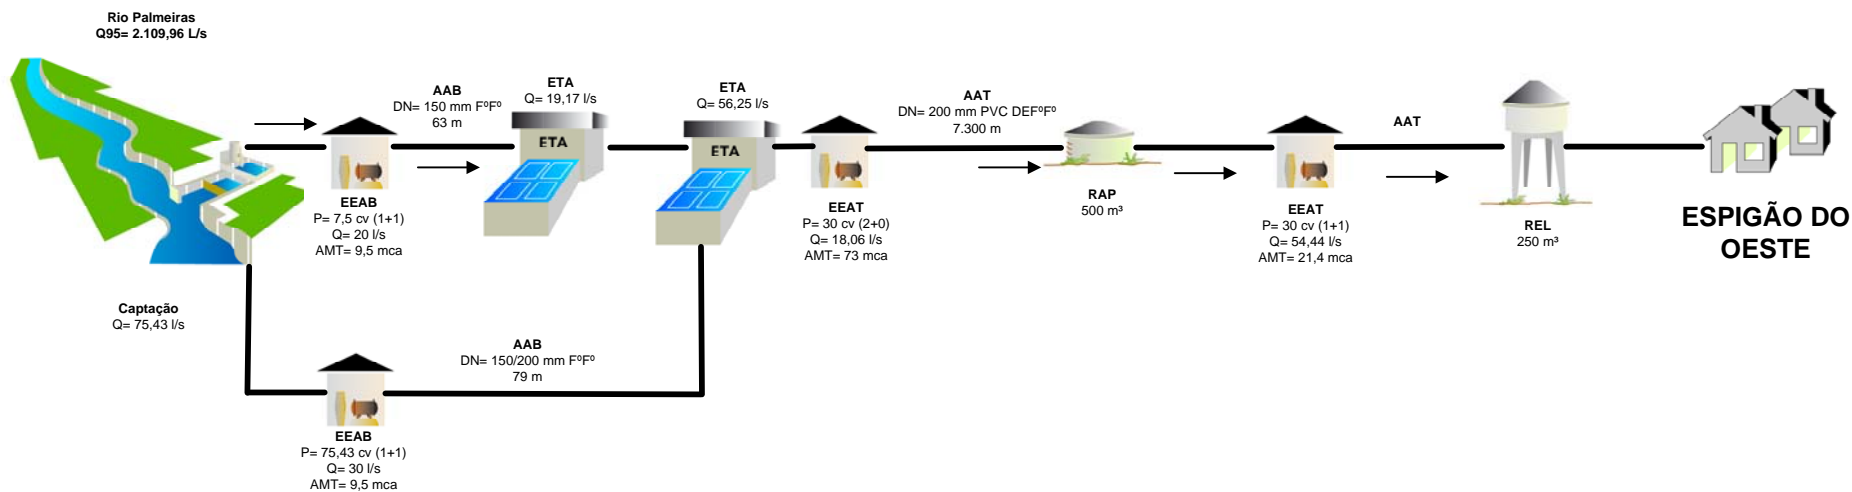 Rio Palmeiras
Q95= 2.109,96 L/s
AAB
DN= 150 mm FºFº
63 m
ETA
Q= 19,17 l/s
ETA
Q= 56,25 l/s
AAT
DN= 200 mm PVC DEFºFº
7.300 m
AAT
ETA
ETA
EEAB
P= 7,5 cv (1+1)
Q= 20 l/s
AMT= 9,5 mca
EEAT
P= 30 cv (2+0)
Q= 18,06 l/s
AMT= 73 mca
RAP
500 m³
EEAT
P= 30 cv (1+1)
Q= 54,44 l/s
AMT= 21,4 mca
REL
250 m³
ESPIGÃO DO
OESTE
Captação
Q= 75,43 l/s
AAB
DN= 150/200 mm FºFº
79 m
EEAB
P= 75,43 cv (1+1)
Q= 30 l/s
AMT= 9,5 mca